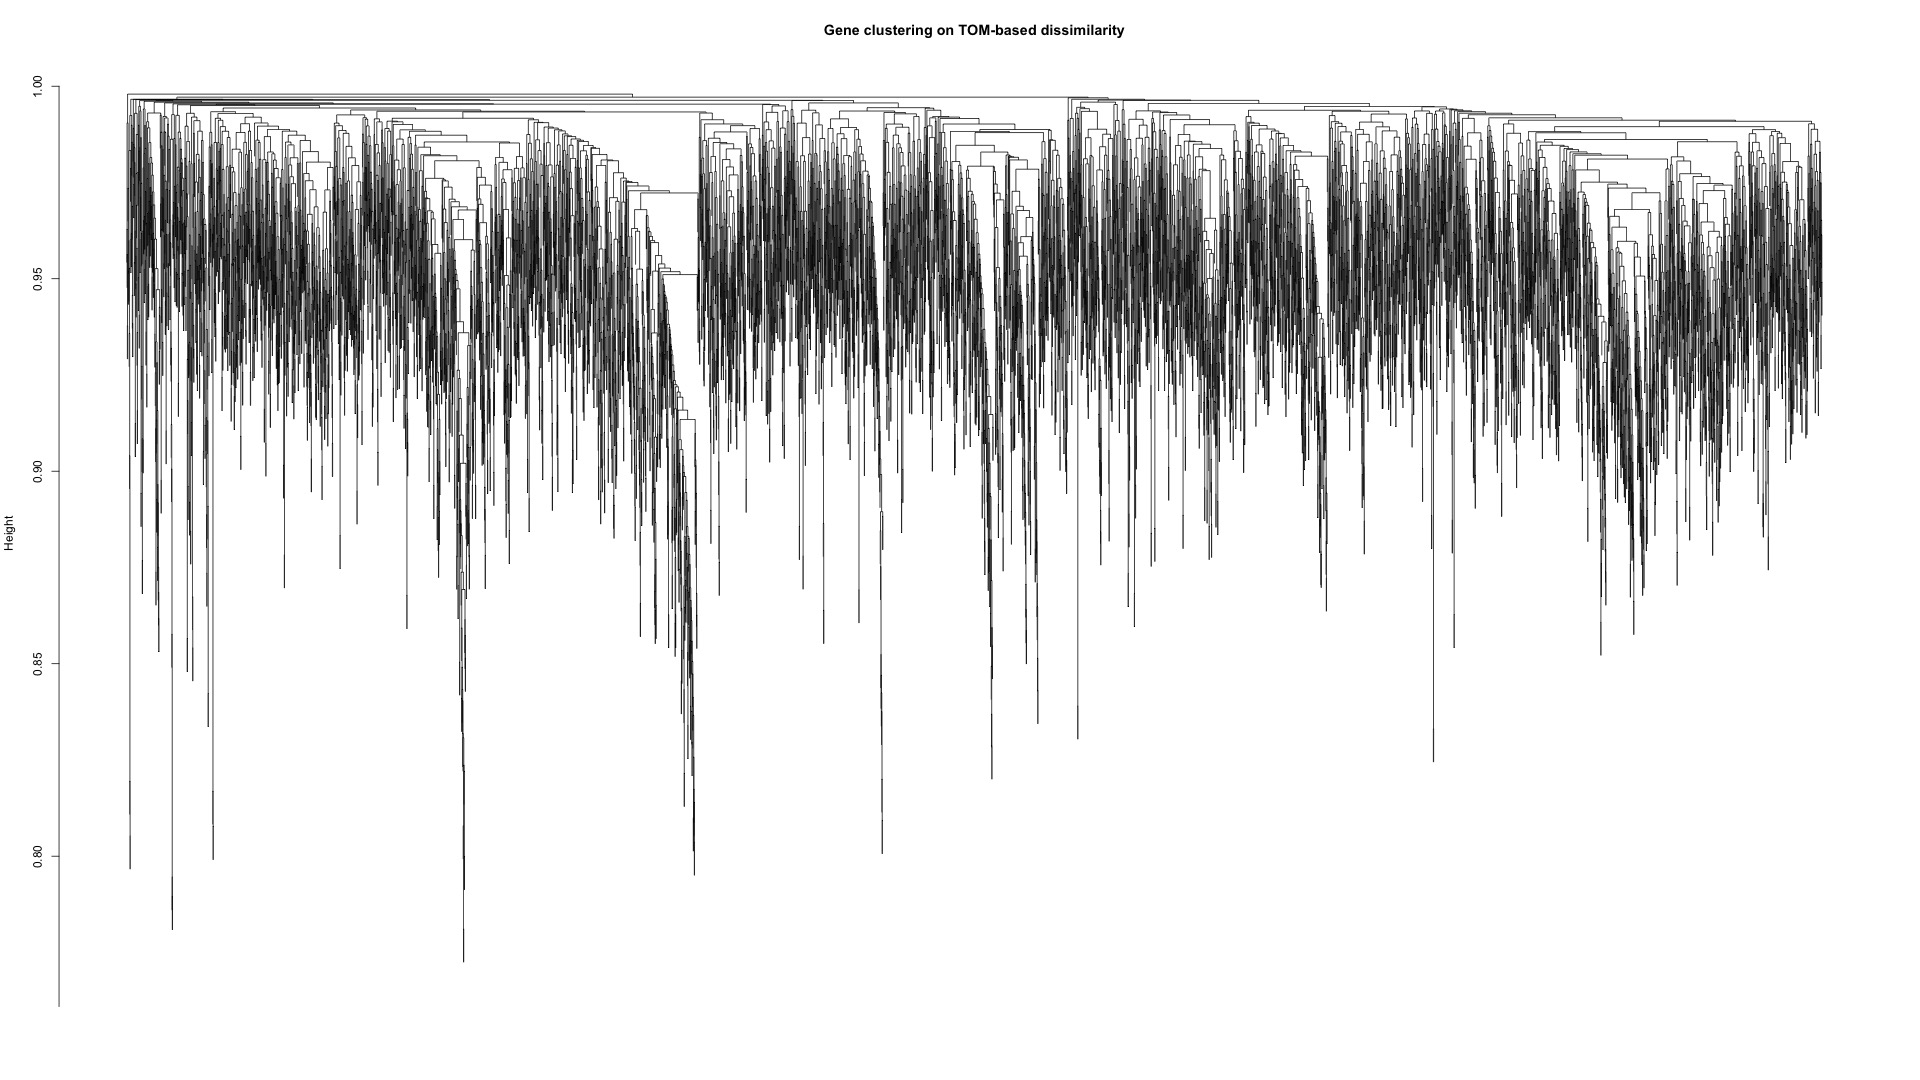 Gene clustering on TOM-based dissimilarity
1.00
0.95
0.90
Height
0.85
0.80